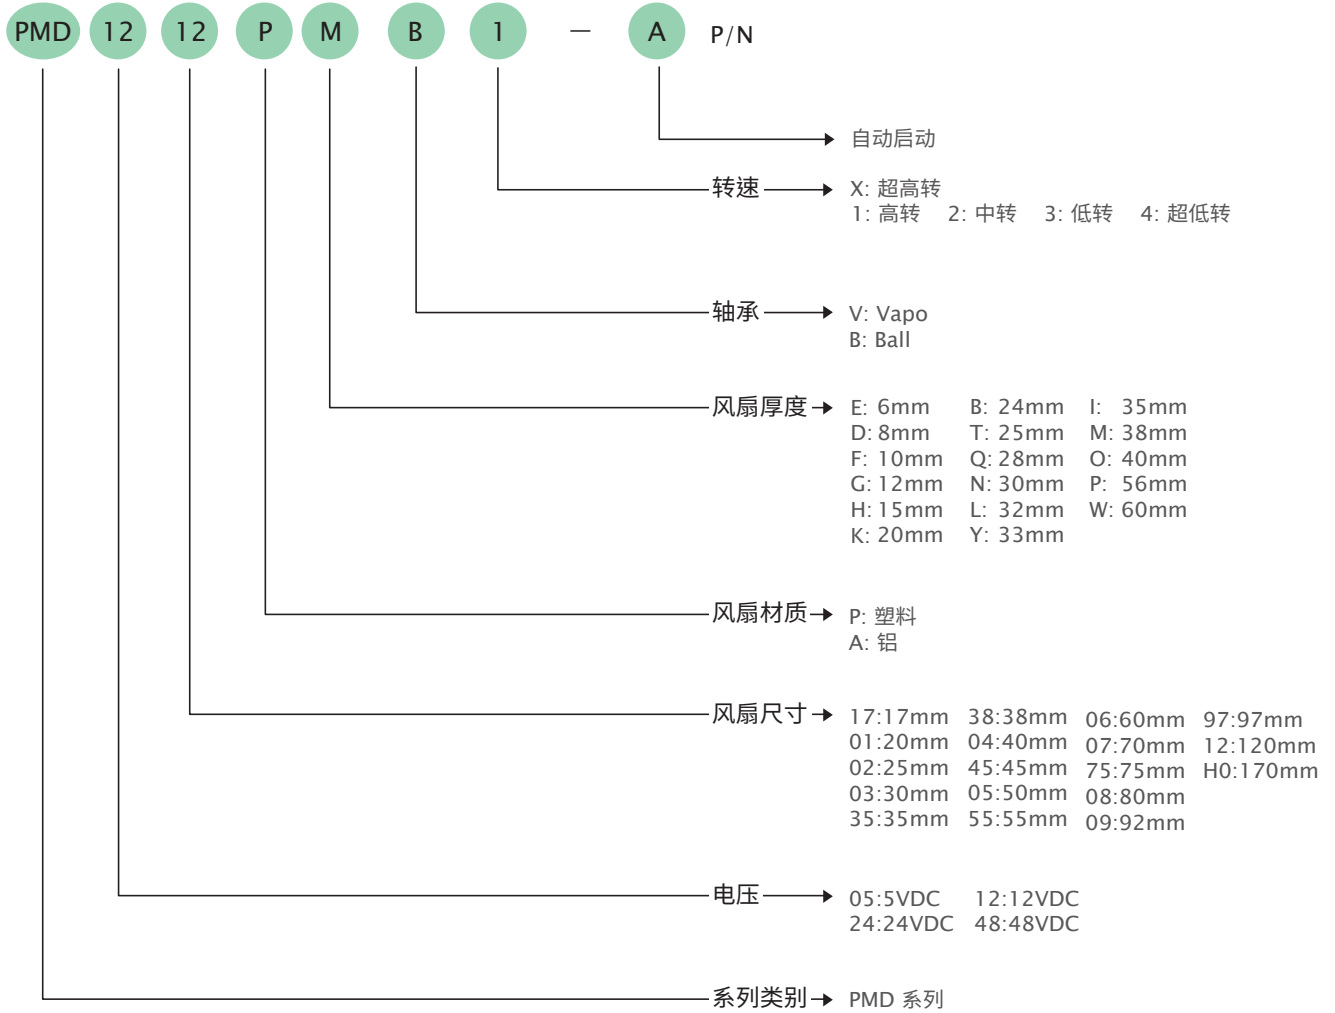 PMD 12 12 P M B 1 — A P/N
自动启动
转速 X: 超高转
1: 高转 2: 中转 3: 低转 4: 超低转
轴承 V: Vapo
B: Ball
风扇厚度 E: 6mm B: 24mm I: 35mm
D: 8mm T: 25mm M: 38mm
F: 10mm Q: 28mm O: 40mm
G: 12mm N: 30mm P: 56mm
H: 15mm L: 32mm W: 60mm
K: 20mm Y: 33mm
风扇材质 P: 塑料
A: 铝
风扇尺寸 17:17mm 38:38mm 06:60mm 97:97mm
01:20mm 04:40mm 07:70mm 12:120mm
02:25mm 45:45mm 75:75mm H0:170mm
03:30mm 05:50mm 08:80mm
35:35mm 55:55mm 09:92mm
电压 05:5VDC 12:12VDC
24:24VDC 48:48VDC
系列类别 PMD 系列